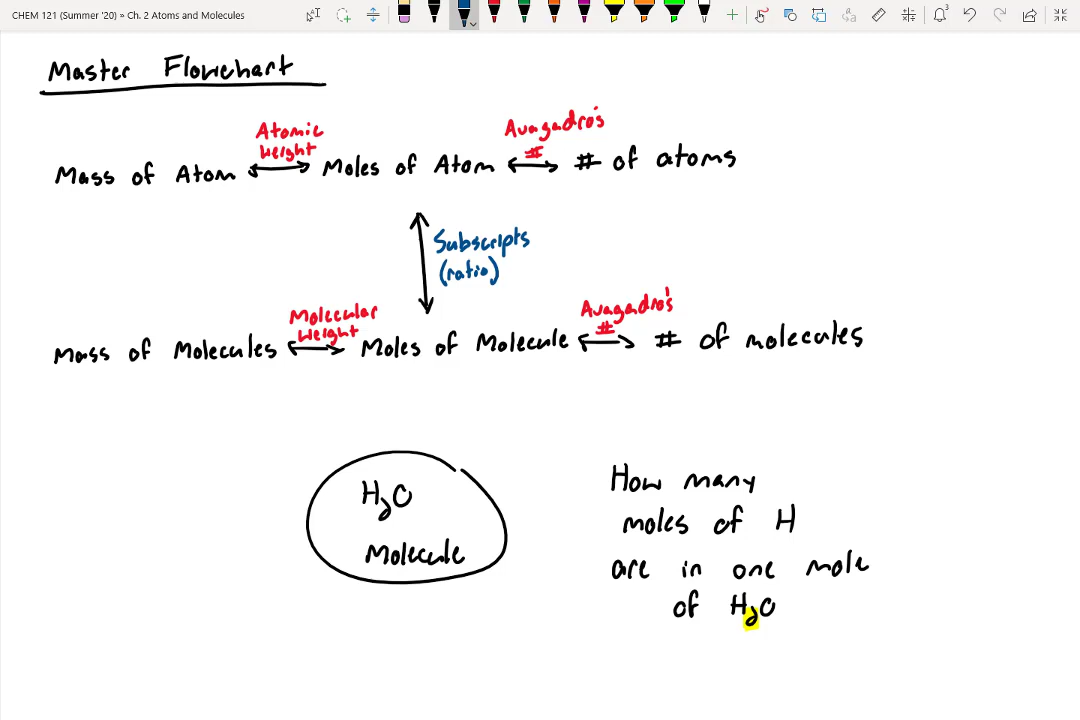 CHEM 121 (Summer '20) » Ch. 2 Atoms and Molecules
3
Master Flowchart
Atomic Weight
Avagadro's #
Mass of Atom Moles of Atom # of atoms
Subscripts
(ratio)
Molecular Weight
Avagadro's #
Mass of Molecules Moles of Molecule # of molecules
H₂O
Molecule
How many
moles of H
are in one mole
of H₂O